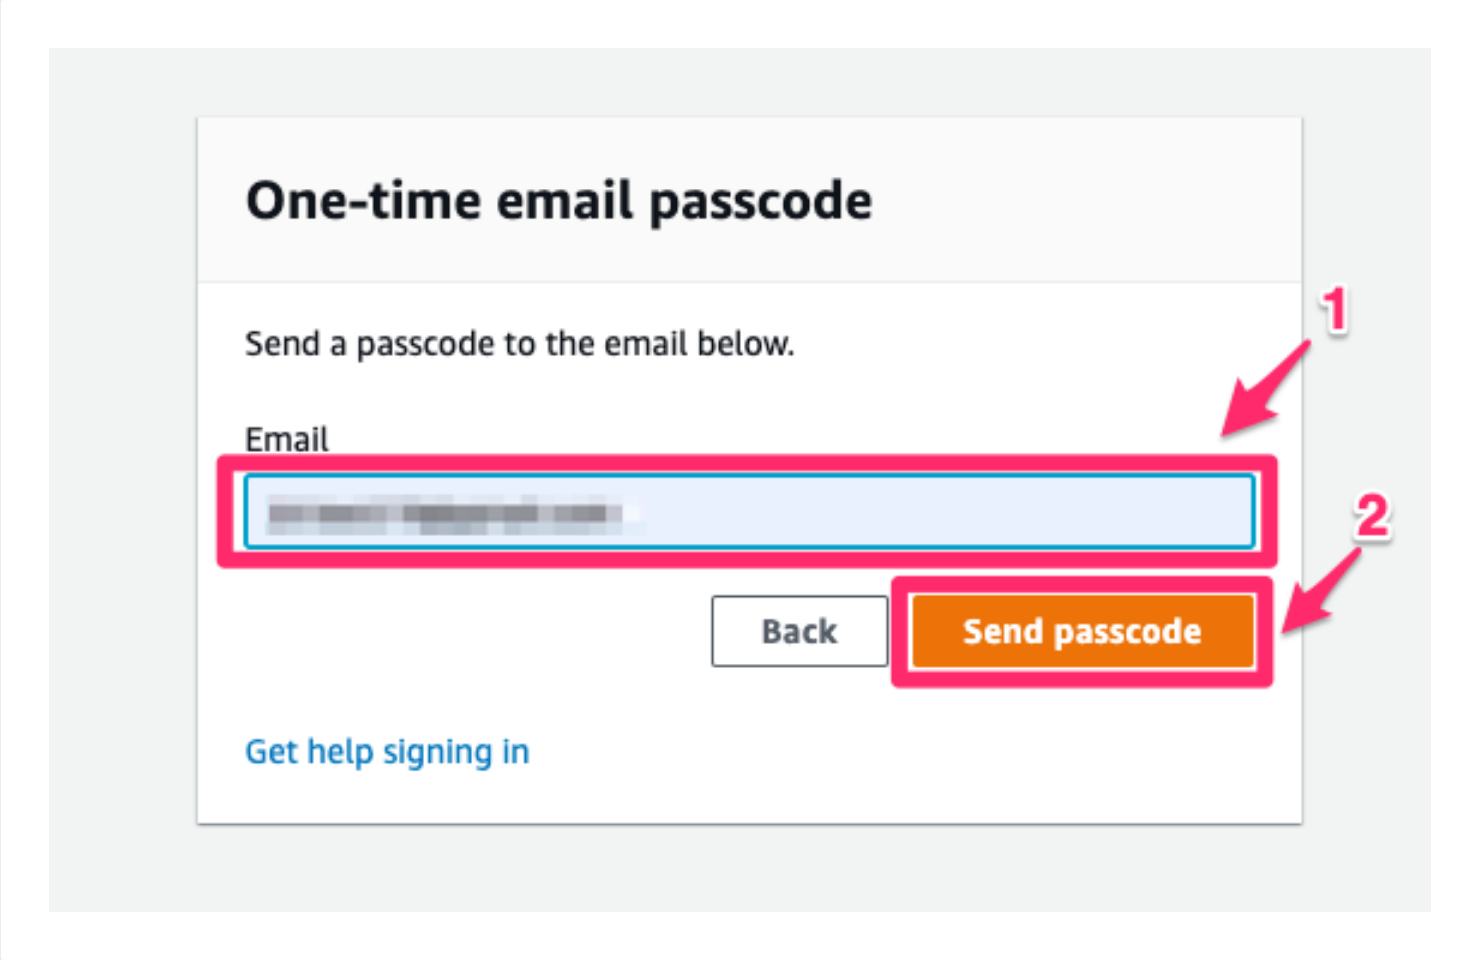 One-time email passcode
Send a passcode to the email below.
1
Email
2
Back
Send passcode
Get help signing in